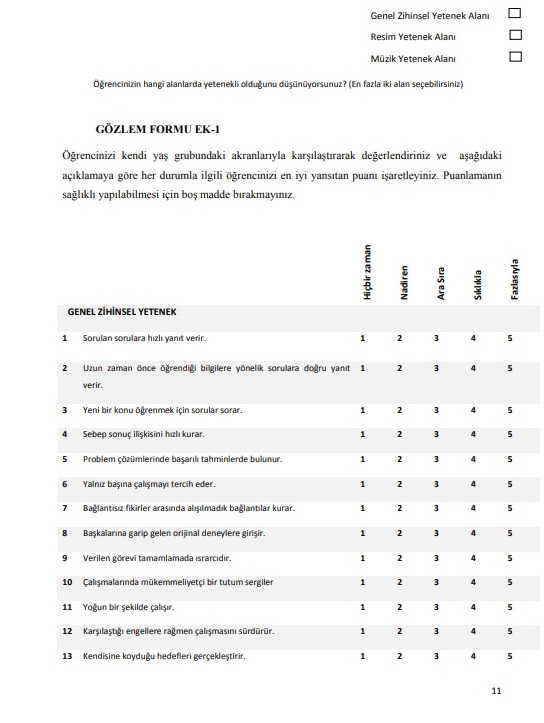 Genel Zihinsel Yetenek Alanı
Resim Yetenek Alanı
Müzik Yetenek Alanı
Öğrencinizin hangi alanlarda yetenekli olduğunu düşünüyorsunuz? (En fazla iki alan seçebilirsiniz)
GÖZLEM FORMU EK-1
Öğrencinizi kendi yaş grubundaki akranlarıyla karşılaştırarak değerlendiriniz ve aşağıdaki
açıklamaya göre her durumla ilgili öğrencinizi en iyi yansıtan puanı işaretleyiniz. Puanlamanın
sağlıklı yapılabilmesi için boş madde bırakmayınız.
Hiçbir zaman Nadiren Ara Sıra Sıklıkla Fazlasıyla
GENEL ZİHİNSEL YETENEK
1 Sorulan sorulara hızlı yanıt verir. 1 2 3 4 5
2 Uzun zaman önce öğrendiği bilgilere yönelik sorulara doğru yanıt 1 2 3 4 5
verir.
3 Yeni bir konu öğrenmek için sorular sorar. 1 2 3 4 5
4 Sebep sonuç ilişkisini hızlı kurar. 1 2 3 4 5
5 Problem çözümlerinde başarılı tahminlerde bulunur. 1 2 3 4 5
6 Yalnız başına çalışmayı tercih eder. 1 2 3 4 5
7 Bağlantısız fikirler arasında alışılmadık bağlantılar kurar. 1 2 3 4 5
8 Başkalarına garip gelen orijinal deneylere girişir. 1 2 3 4 5
9 Verilen görevi tamamlamada ısrarcıdır. 1 2 3 4 5
10 Çalışmalarında mükemmeliyetçi bir tutum sergiler 1 2 3 4 5
11 Yoğun bir şekilde çalışır. 1 2 3 4 5
12 Karşılaştığı engellere rağmen çalışmasını sürdürür. 1 2 3 4 5
13 Kendisine koyduğu hedefleri gerçekleştirir. 1 2 3 4 5
11